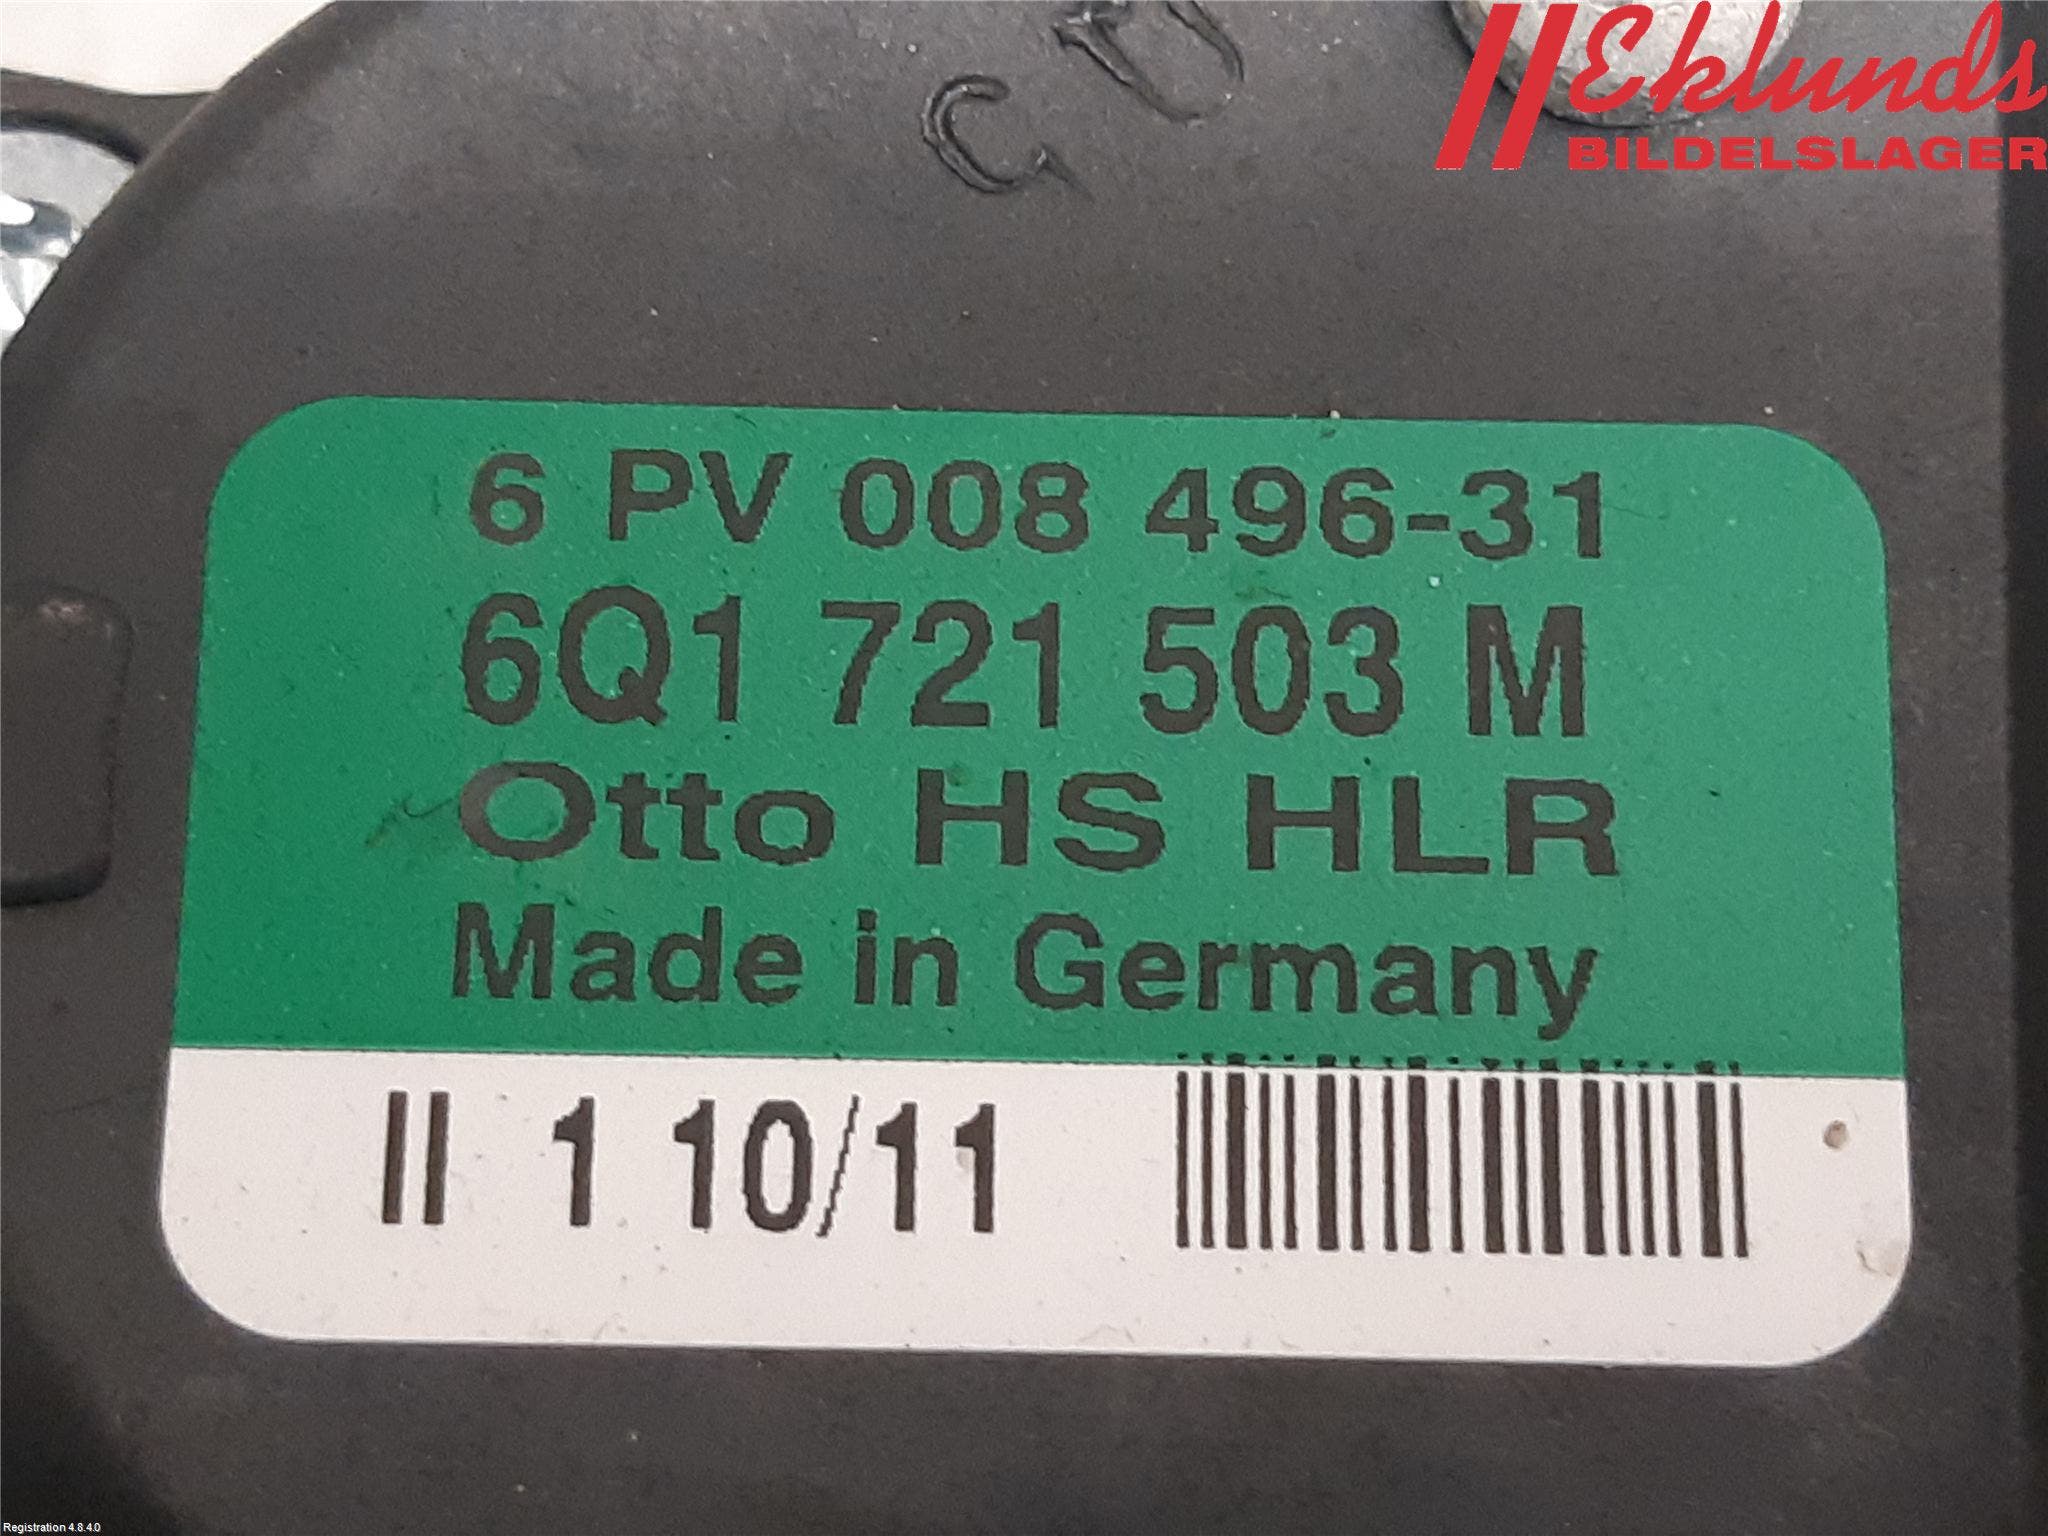 Eklunds
BILDELSLAGER
6 PV 008 496-31
6Q1 721 503 M
Otto HS HLR
Made in Germany
II 1 10/11
Registration 4.8.4.0